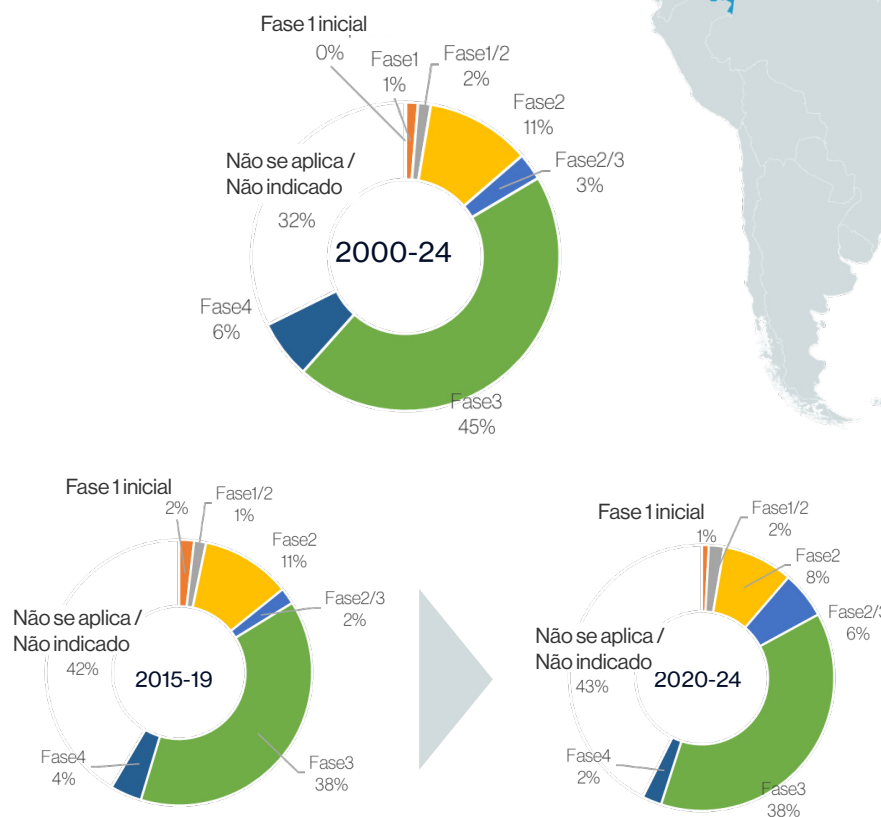 Fase 1 inicial
0%
Fase1
1%
Fase1/2
2%
Fase2
11%
Fase2/3
3%
Não se aplica /
Não indicado
32%
2000-24
Fase4
6%
Fase3
45%
Fase 1 inicial
2%
Fase1/2
1%
Fase2
11%
Fase2/3
2%
Não se aplica /
Não indicado
42%
2015-19
Fase4
4%
Fase3
38%
Fase 1 inicial
1%
Fase1/2
2%
Fase2
8%
Fase2/3
6%
Não se aplica /
Não indicado
43%
2020-24
Fase4
2%
Fase3
38%